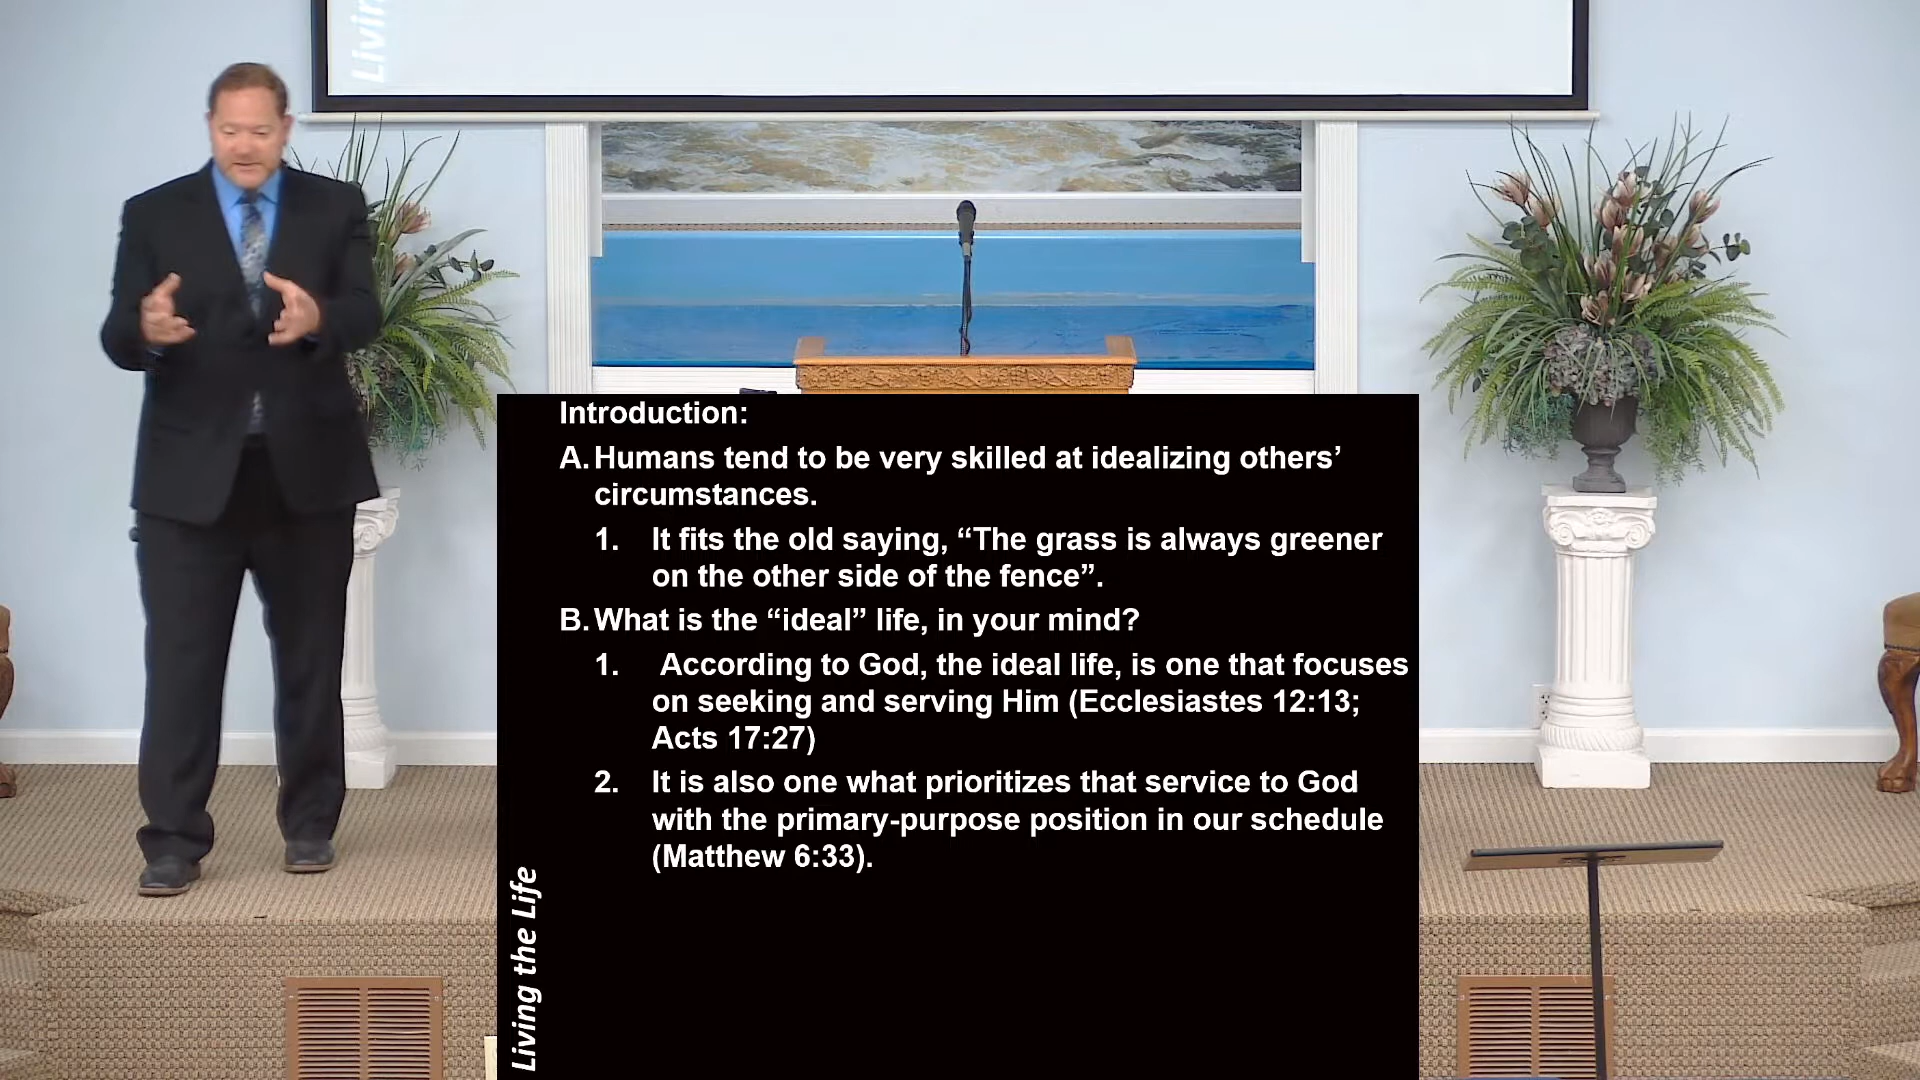 Livin
Introduction:
A. Humans tend to be very skilled at idealizing others’
circumstances.
1. It fits the old saying, “The grass is always greener
on the other side of the fence”.
B. What is the “ideal” life, in your mind?
1. According to God, the ideal life, is one that focuses
on seeking and serving Him (Ecclesiastes 12:13;
Acts 17:27)
2. It is also one what prioritizes that service to God
with the primary-purpose position in our schedule
(Matthew 6:33).
Living the Life